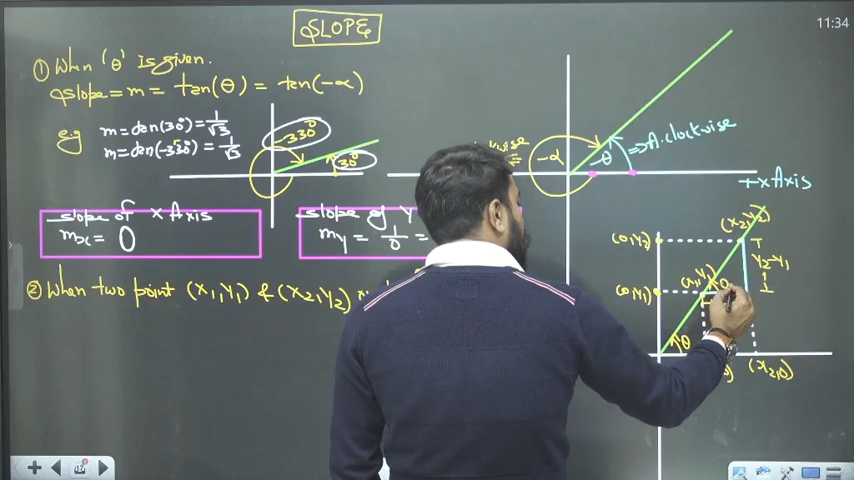 SLOPE
11:34
① When 'θ' is given.
slope = m = tan(θ) = tan(-α)
e.g m = tan(30°) = 1/√3
m = tan(-330°) = 1/√3
-330°
30°
-α
θ
⇒ A.clockwise
+x Axis
slope of x Axis
mx = 0
slope of Y
my = 1/0 =
② When two point (x1, y1) & (x2, y2)
(x2, y2)
(0, y2)
y2-y1
(x1, y1)
(0, y1)
θ
θ
(x2, 0)
17